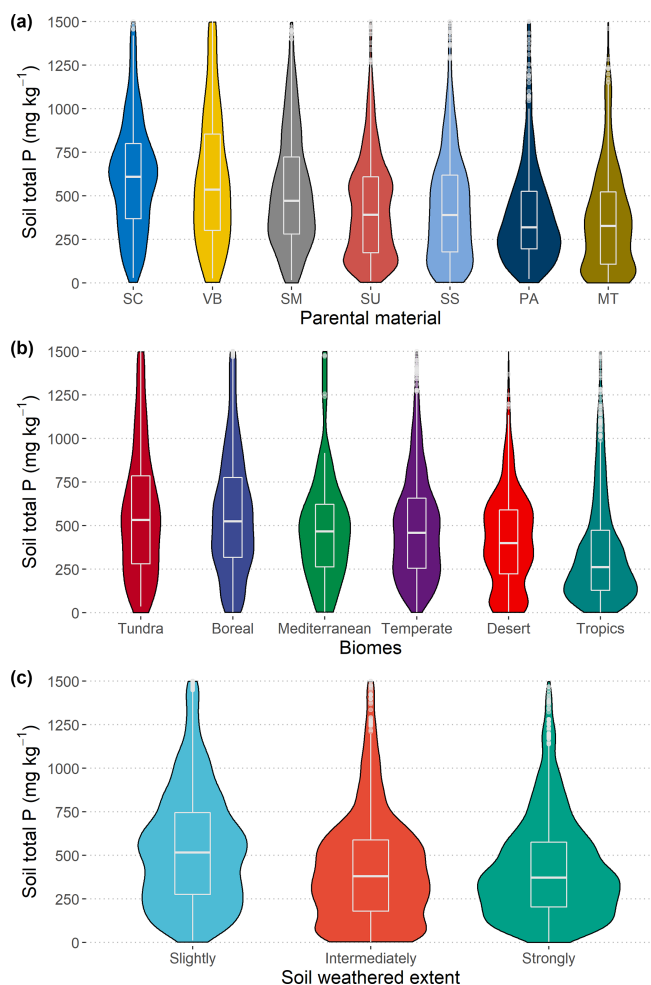 (a)
Soil total P (mg kg⁻¹)
1500
1250
1000
750
500
250
0
SC VB SM SU SS PA MT
Parental material
(b)
Soil total P (mg kg⁻¹)
1500
1250
1000
750
500
250
0
Tundra Boreal Mediterranean Temperate Desert Tropics
Biomes
(c)
Soil total P (mg kg⁻¹)
1500
1250
1000
750
500
250
0
Slightly Intermediately Strongly
Soil weathered extent